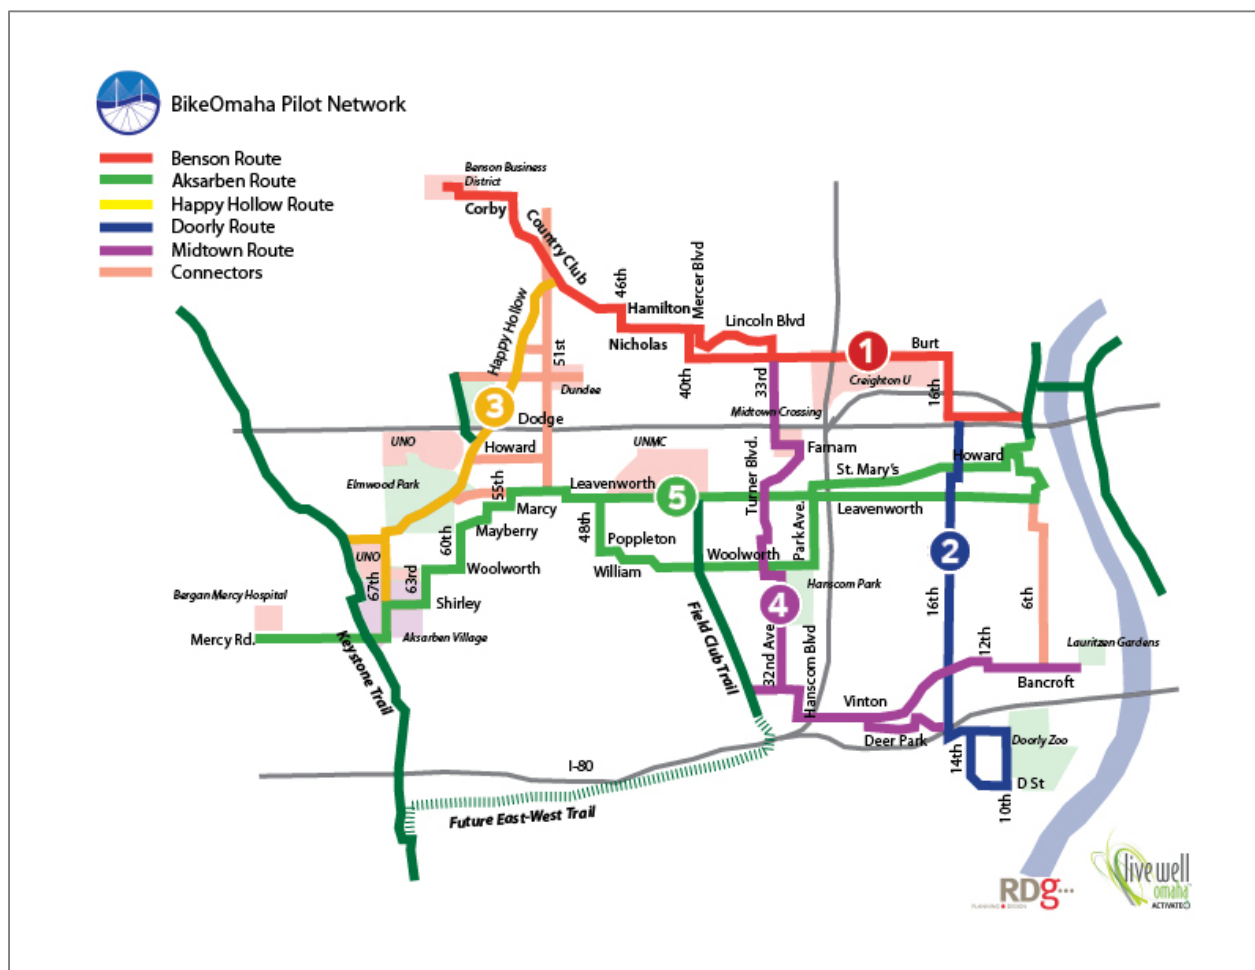 BikeOmaha Pilot Network
Benson Route
Aksarben Route
Happy Hollow Route
Doorly Route
Midtown Route
Connectors
Benson Business
District
Corby
Country Club
46th
Hamilton
Mercer Blvd
Lincoln Blvd
Nicholas
40th
33rd
1
Burt
Creighton U
16th
Happy Hollow
51st
Dundee
3
Dodge
Midtown Crossing
UNO
Howard
UNMC
Farnam
Howard
Elmwood Park
55th
Leavenworth
5
Turner Blvd.
St. Mary's
Leavenworth
Marcy
Mayberry
48th
Poppleton
Park Ave.
60th
UNO
Woolworth
William
Woolworth
2
67th
63rd
Hanscom Park
Bergan Mercy Hospital
Shirley
4
16th
6th
Mercy Rd.
Aksarben Village
Keystone Trail
Field Club Trail
32nd Ave
Hanscom Blvd
12th
Lauritzen Gardens
Bancroft
Vinton
Deer Park
Doorly Zoo
14th
I-80
D St
10th
Future East-West Trail
RDg...
PLANNING DESIGN
live well
omaha
ACTIVATE